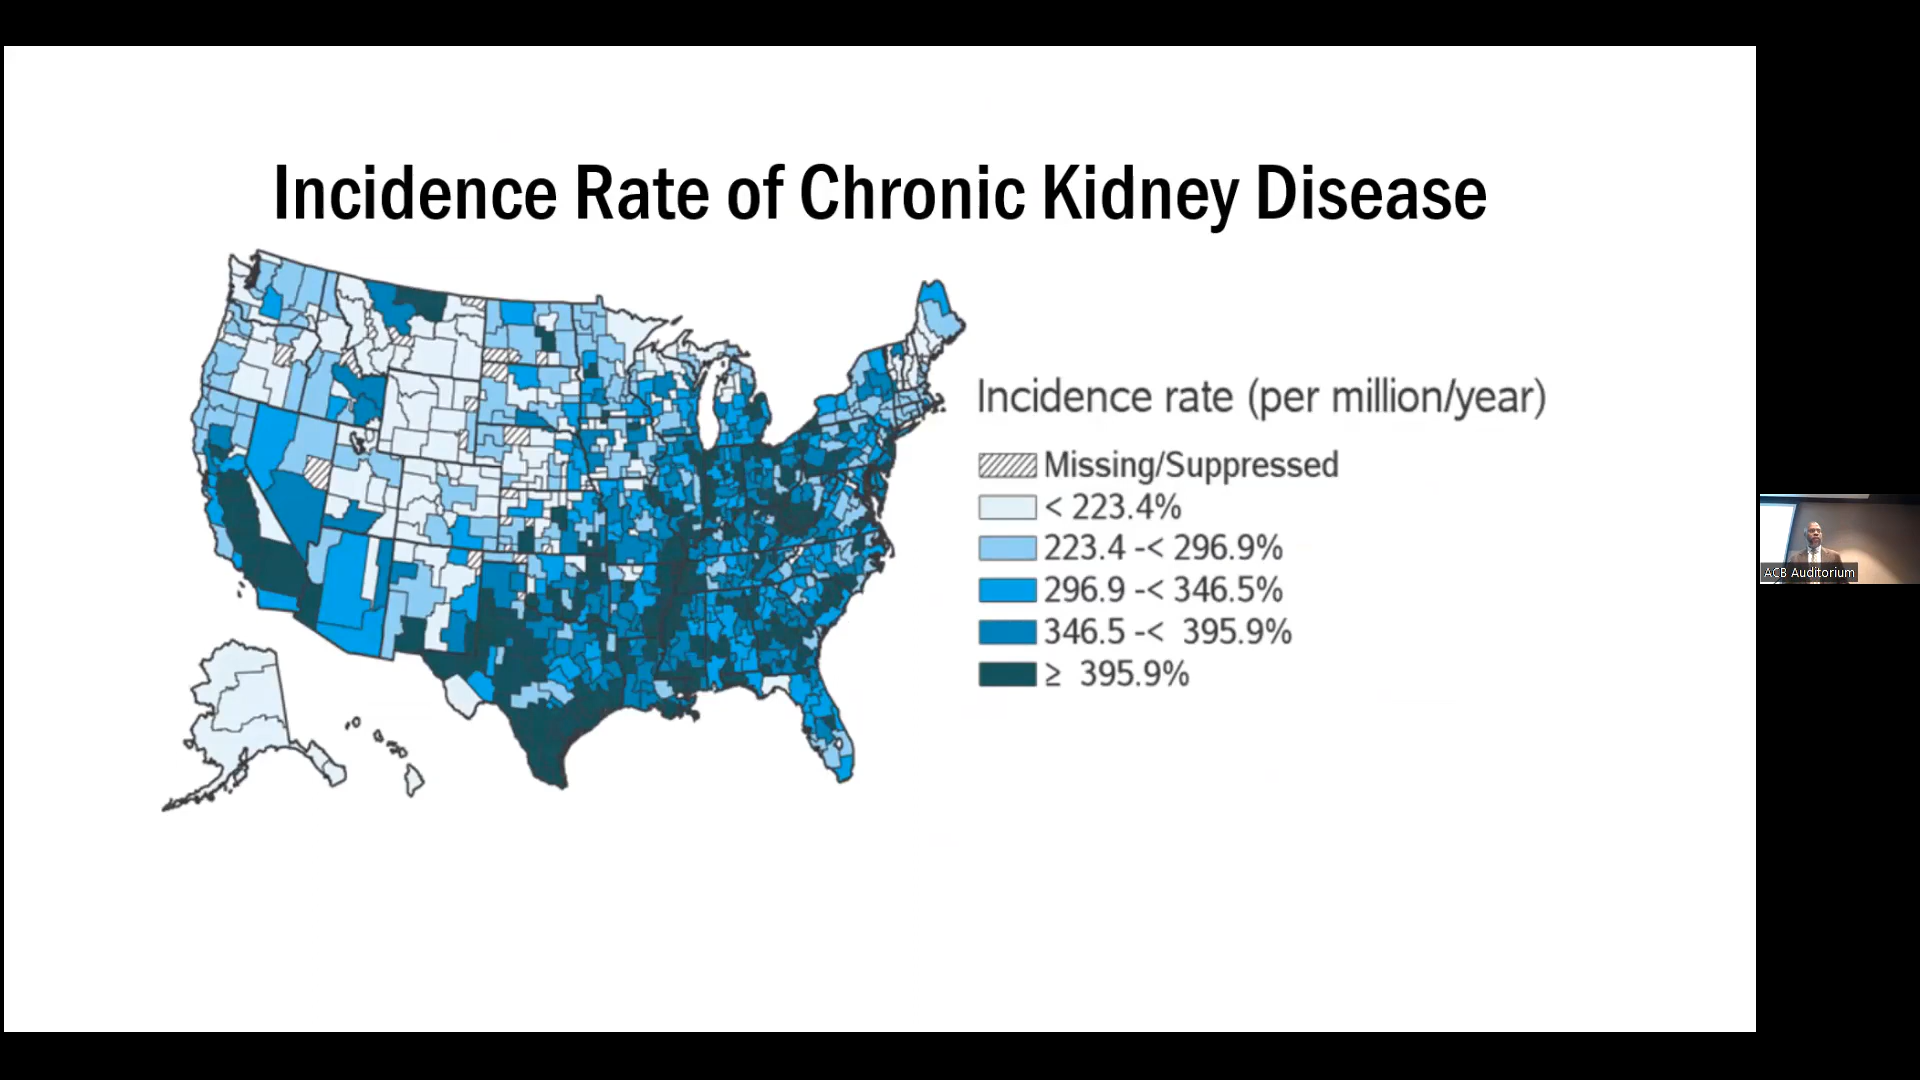 Incidence Rate of Chronic Kidney Disease
Incidence rate (per million/year)
Missing/Suppressed
< 223.4%
223.4 -< 296.9%
296.9 -< 346.5%
346.5 -< 395.9%
≥ 395.9%
ACB Auditorium